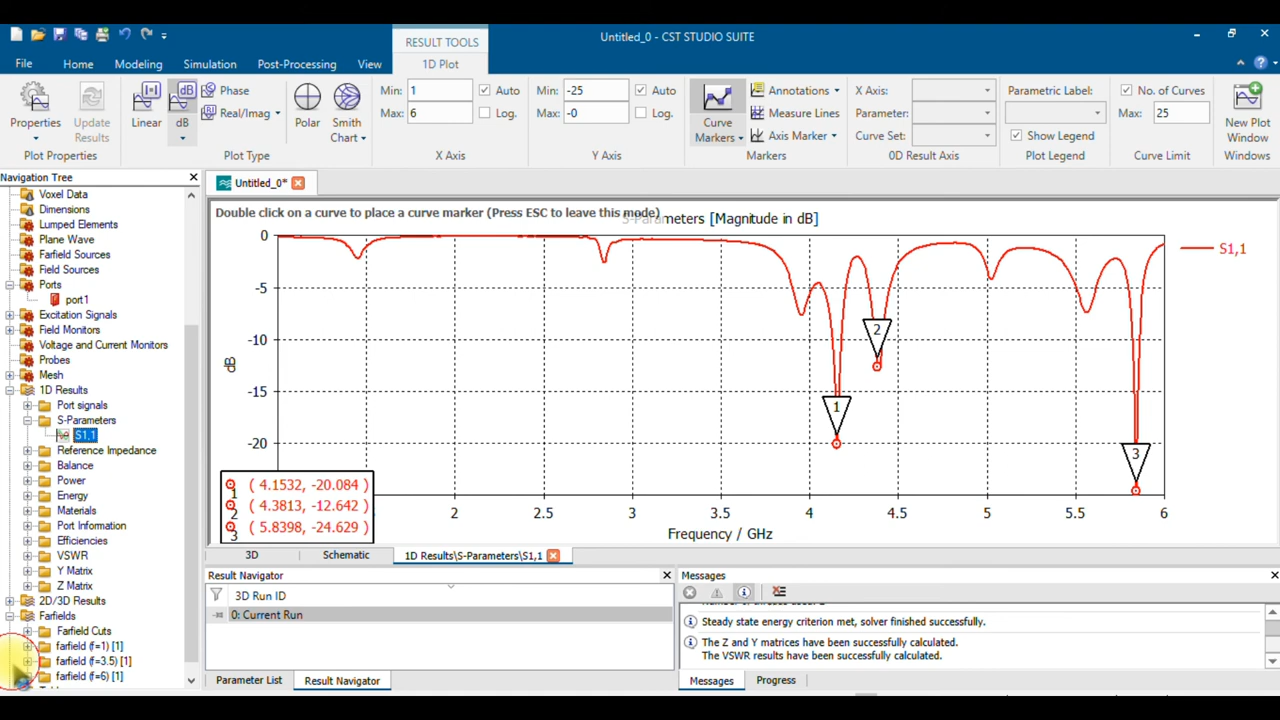 Untitled_0 - CST STUDIO SUITE
RESULT TOOLS
File
Home
Modeling
Simulation
Post-Processing
View
1D Plot
Properties
Update Results
Plot Properties
Linear
dB
Phase
Real/Imag
Polar
Smith Chart
Plot Type
Min: 1
Auto
Max: 6
Log.
X Axis
Min: -25
Auto
Max: -0
Log.
Y Axis
Curve Markers
Annotations
Measure Lines
Axis Marker
Markers
X Axis:
Parameter:
Curve Set:
0D Result Axis
Parametric Label:
Show Legend
Plot Legend
No. of Curves
Max: 25
Curve Limit
New Plot Window
Windows
Navigation Tree
Voxel Data
Dimensions
Lumped Elements
Plane Wave
Farfield Sources
Field Sources
Ports
port1
Excitation Signals
Field Monitors
Voltage and Current Monitors
Probes
Mesh
1D Results
Port signals
S-Parameters
S1,1
Reference Impedance
Balance
Power
Energy
Materials
Port Information
Efficiencies
VSWR
Y Matrix
Z Matrix
2D/3D Results
Farfields
Farfield Cuts
farfield (f=1) [1]
farfield (f=3.5) [1]
farfield (f=6) [1]
Untitled_0*
Double click on a curve to place a curve marker (Press ESC to leave this mode)
S-Parameters [Magnitude in dB]
S1,1
0
-5
-10
-15
-20
dB
1
2
3
1 ( 4.1532, -20.084 )
2 ( 4.3813, -12.642 )
3 ( 5.8398, -24.629 )
2
2.5
3
3.5
4
4.5
5
5.5
6
Frequency / GHz
3D
Schematic
1D Results\S-Parameters\S1,1
Result Navigator
3D Run ID
0: Current Run
Parameter List
Result Navigator
Messages
Steady state energy criterion met, solver finished successfully.
The Z and Y matrices have been successfully calculated.
The VSWR results have been successfully calculated.
Messages
Progress